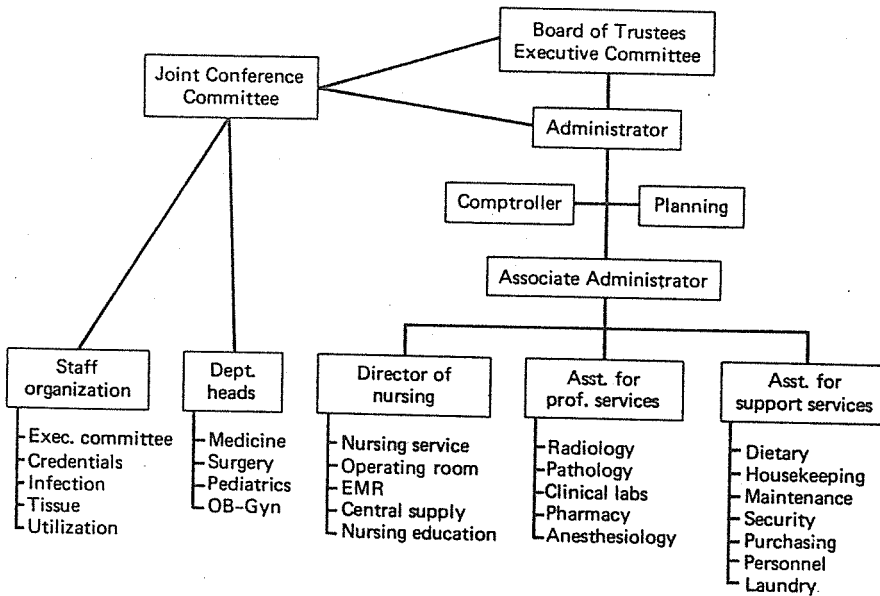 Board of Trustees
Executive Committee
Joint Conference
Committee
Administrator
Comptroller
Planning
Associate Administrator
Staff
organization
Exec. committee
Credentials
Infection
Tissue
Utilization
Dept.
heads
Medicine
Surgery
Pediatrics
OB-Gyn
Director of
nursing
Nursing service
Operating room
EMR
Central supply
Nursing education
Asst. for
prof. services
Radiology
Pathology
Clinical labs
Pharmacy
Anesthesiology
Asst. for
support services
Dietary
Housekeeping
Maintenance
Security
Purchasing
Personnel
Laundry